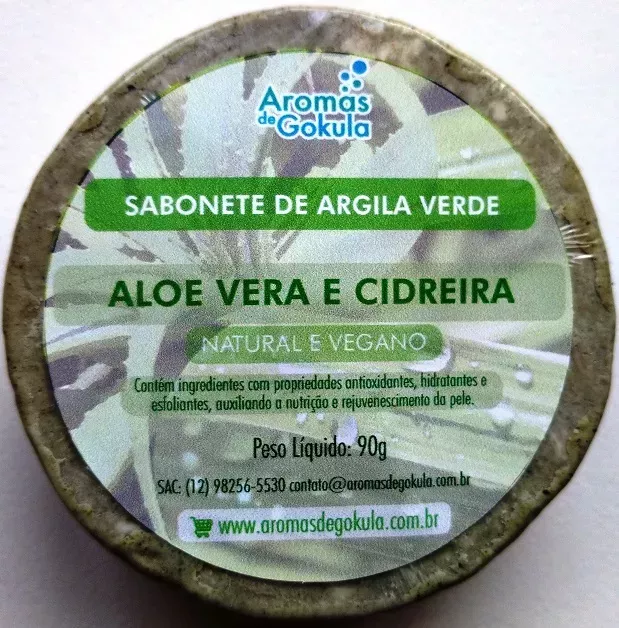 Aromas
de Gokula
SABONETE DE ARGILA VERDE
ALOE VERA E CIDREIRA
NATURAL E VEGANO
Contém ingredientes com propriedades antioxidantes, hidratantes e
esfoliantes, auxiliando a nutrição e rejuvenescimento da pele.
Peso Líquido: 90g
SAC: (12) 98256-5530 contato@aromasdegokula.com.br
www.aromasdegokula.com.br